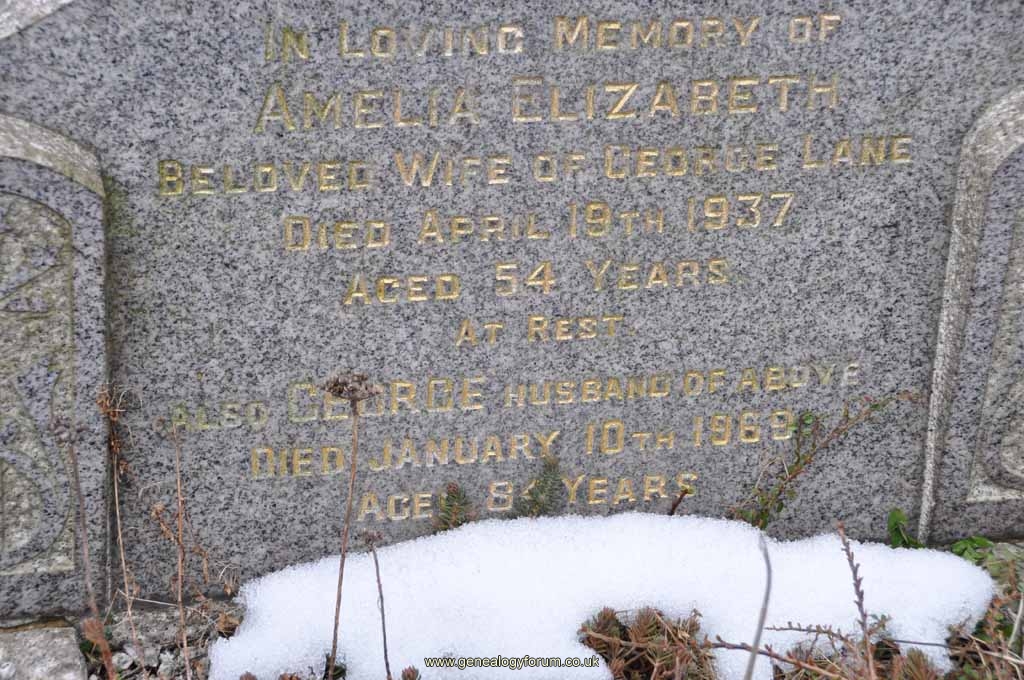 In Loving Memory of
Amelia Elizabeth
Beloved Wife of George Lane
Died April 19th 1937
Aged 54 Years.
At Rest
Also George husband of above
Died January 10th 1969
Aged Years
www.genealogyforum.co.uk